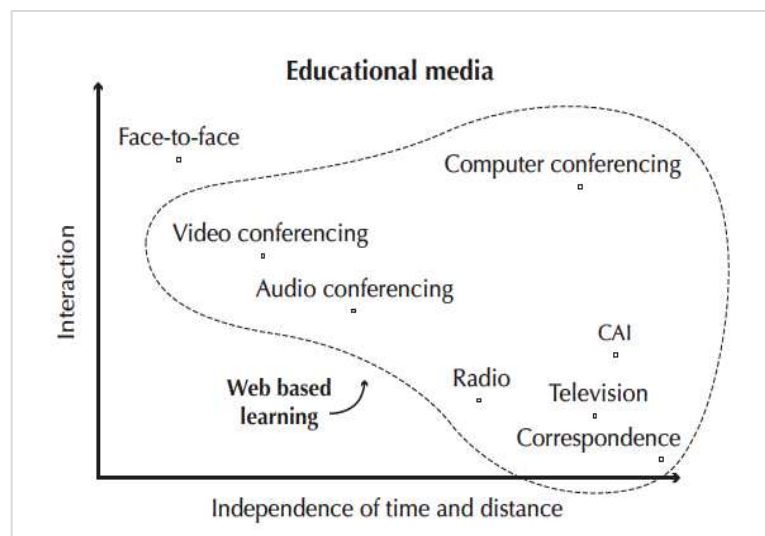 Educational media
Face-to-face
Computer conferencing
Video conferencing
Audio conferencing
CAI
Radio
Web based
learning
Television
Correspondence
Interaction
Independence of time and distance